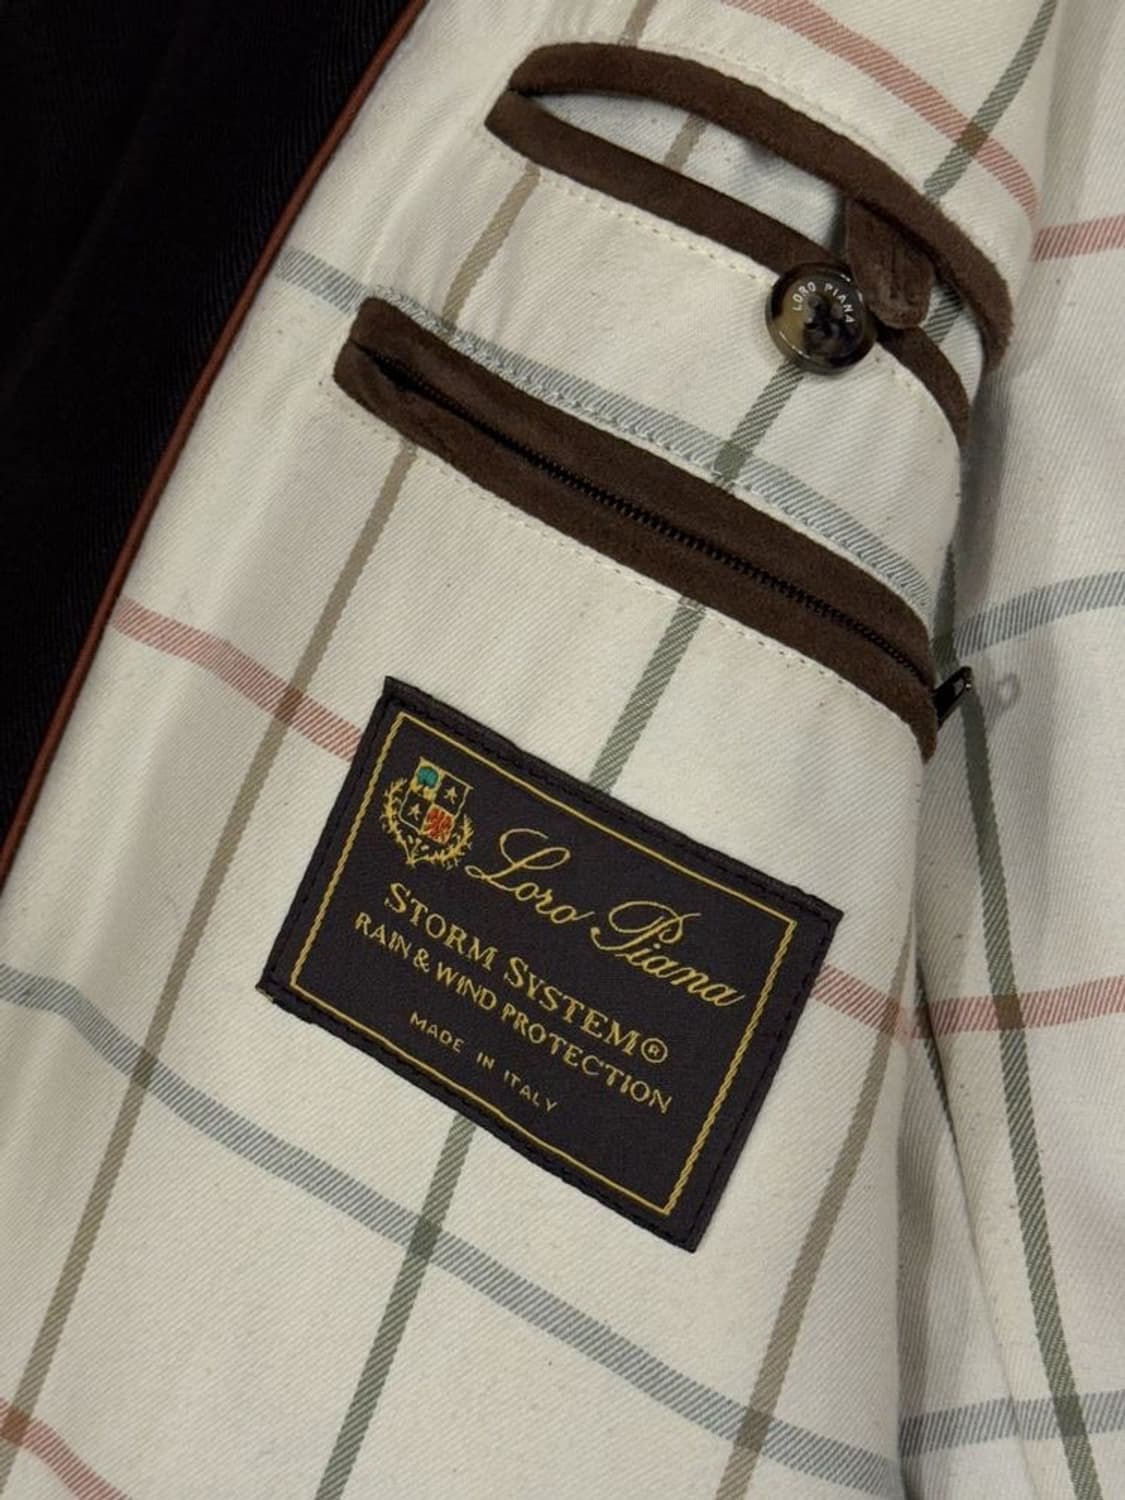 LORO PIANA
Loro Piana
STORM SYSTEM®
RAIN & WIND PROTECTION
MADE IN ITALY